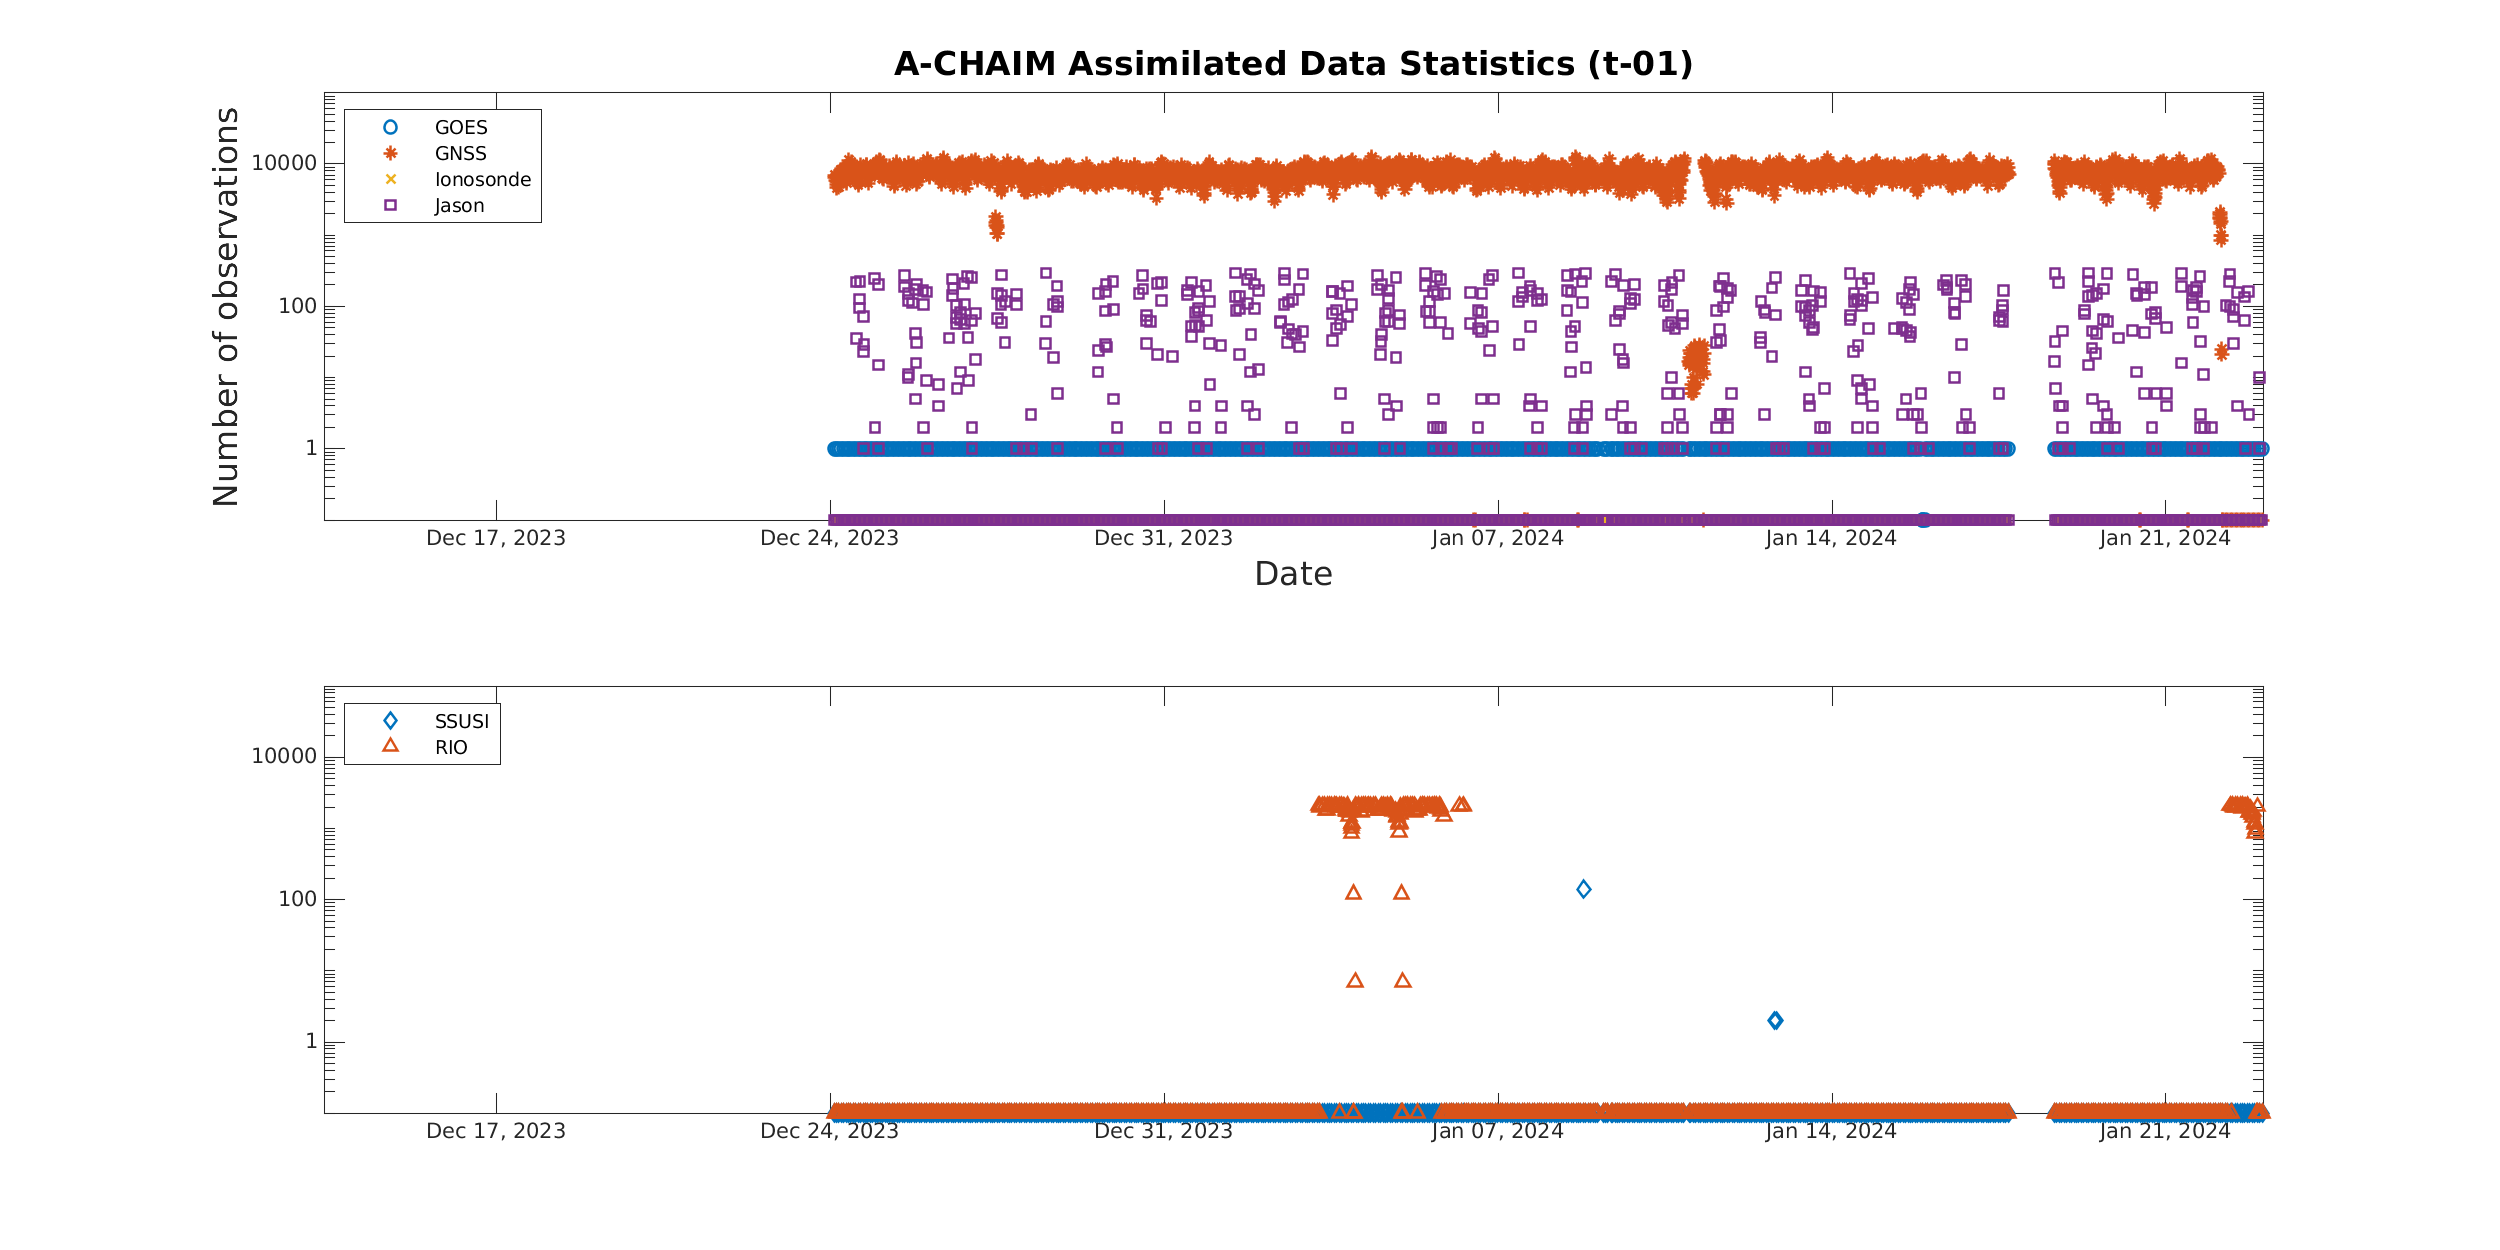 A-CHAIM Assimilated Data Statistics (t-01)
Number of observations
GOES
GNSS
Ionosonde
Jason
10000
100
1
Dec 17, 2023
Dec 24, 2023
Dec 31, 2023
Jan 07, 2024
Jan 14, 2024
Jan 21, 2024
Date
SSUSI
RIO
10000
100
1
Dec 17, 2023
Dec 24, 2023
Dec 31, 2023
Jan 07, 2024
Jan 14, 2024
Jan 21, 2024